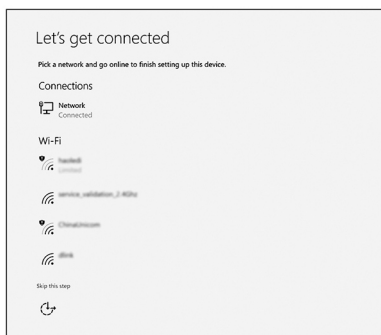 Let's get connected
Pick a network and go online to finish setting up this device.
Connections
Network
Connected
Wi-Fi
Limited
service_validation_2.4Ghz
ChinaUnicom
dlink
Skip this step